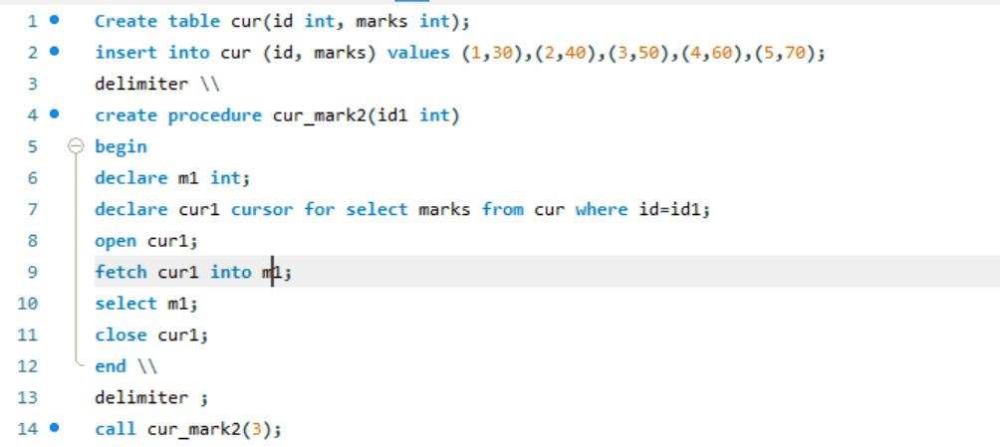 1 Create table cur(id int, marks int);
2 insert into cur (id, marks) values (1,30),(2,40),(3,50),(4,60),(5,70);
3 delimiter \\
4 create procedure cur_mark2(id1 int)
5 begin
6 declare m1 int;
7 declare cur1 cursor for select marks from cur where id=id1;
8 open cur1;
9 fetch cur1 into m1;
10 select m1;
11 close cur1;
12 end \\
13 delimiter ;
14 call cur_mark2(3);